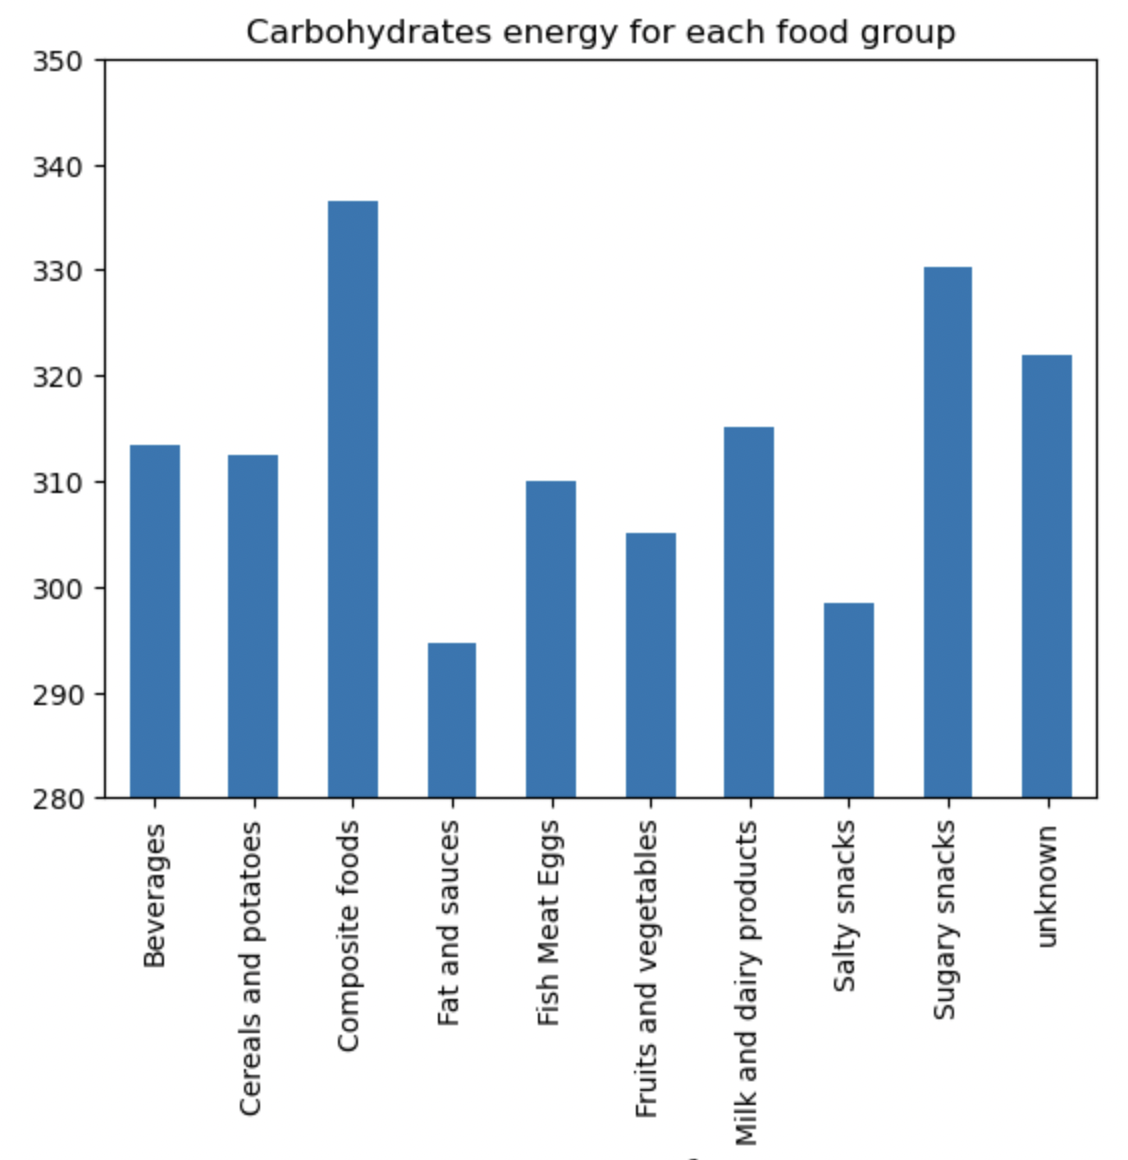 Carbohydrates energy for each food group
350
340
330
320
310
300
290
280
Beverages
Cereals and potatoes
Composite foods
Fat and sauces
Fish Meat Eggs
Fruits and vegetables
Milk and dairy products
Salty snacks
Sugary snacks
unknown